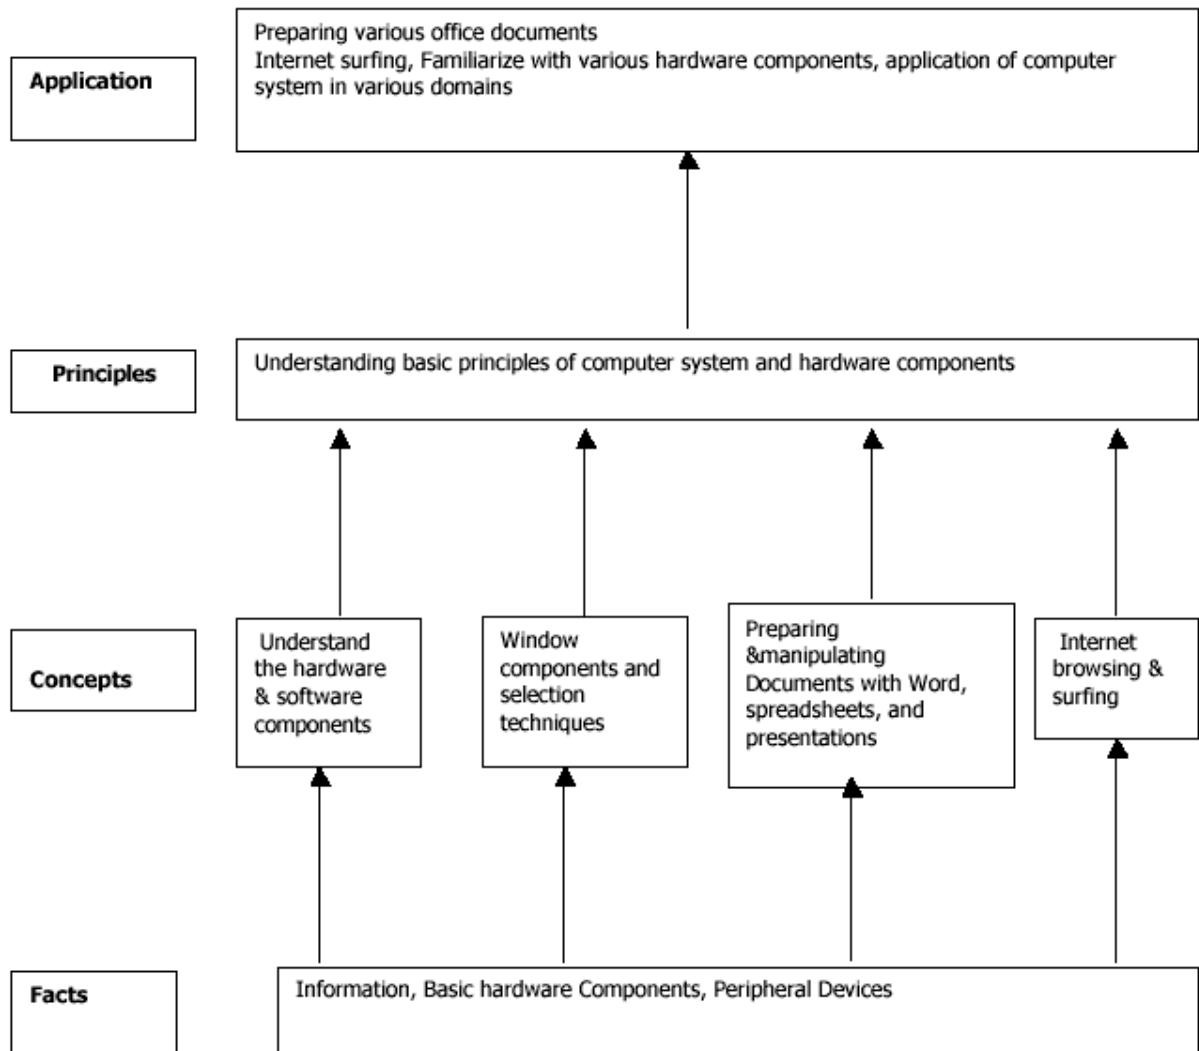 Application
Preparing various office documents
Internet surfing, Familiarize with various hardware components, application of computer
system in various domains
Principles
Understanding basic principles of computer system and hardware components
Concepts
Understand
the hardware
& software
components
Window
components and
selection
techniques
Preparing
&manipulating
Documents with Word,
spreadsheets, and
presentations
Internet
browsing &
surfing
Facts
Information, Basic hardware Components, Peripheral Devices